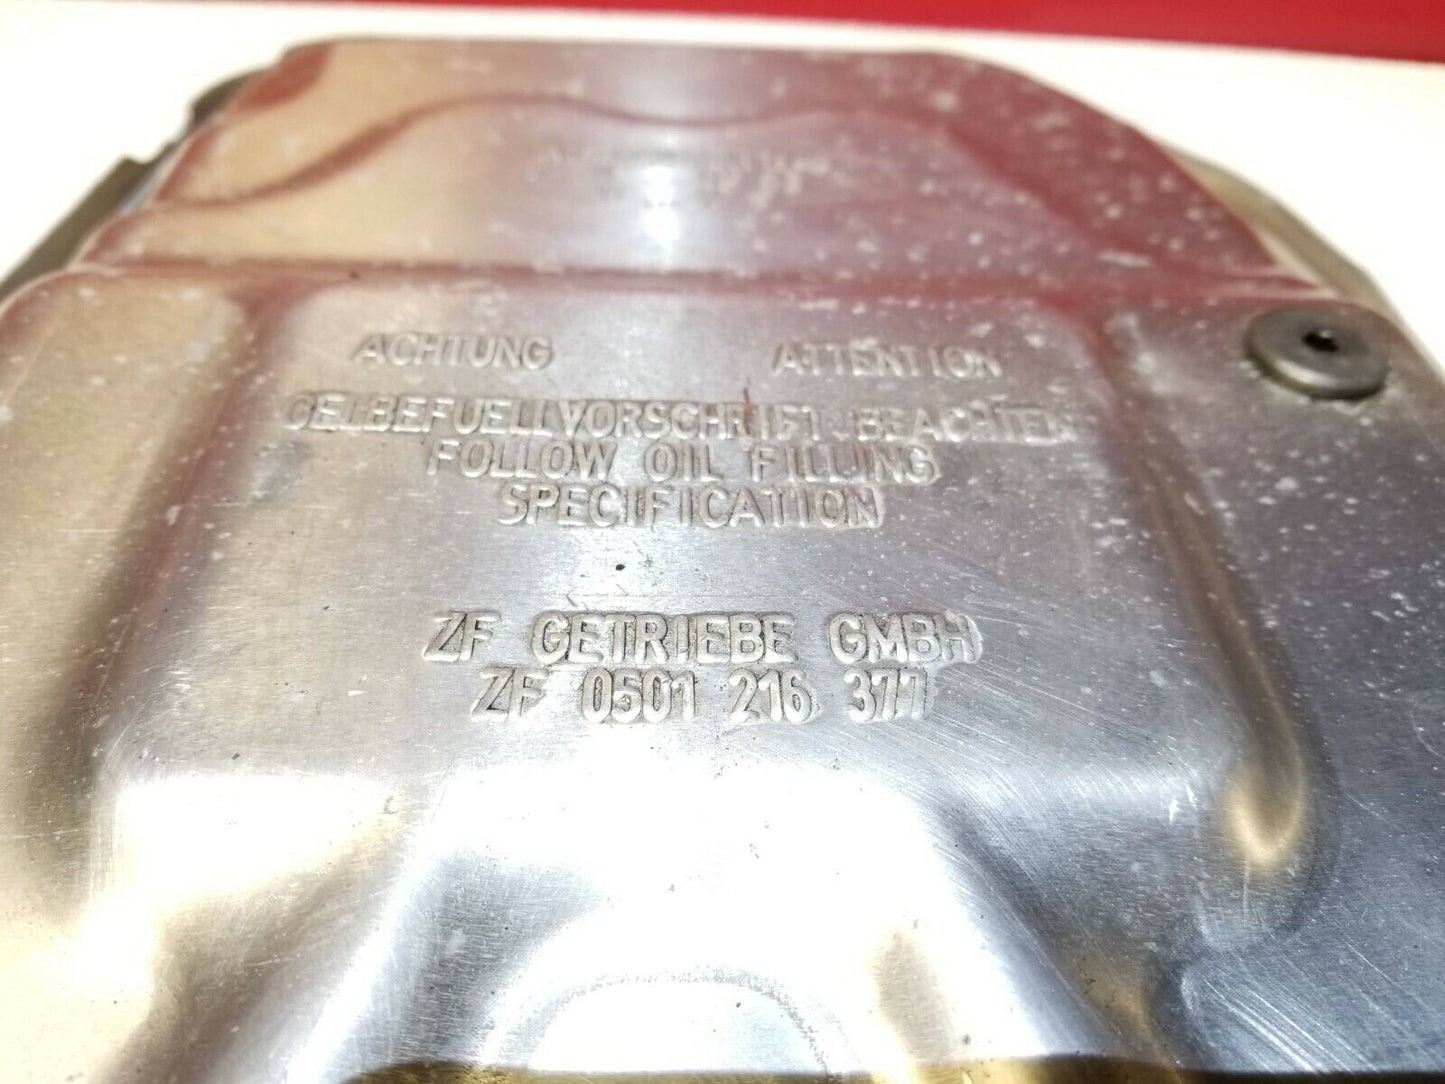 ACHTUNG ATTENTION
OELBEFUELLVORSCHRIFT BEACHTEN
FOLLOW OIL FILLING
SPECIFICATION
ZF GETRIEBE GMBH
ZF 0501 216 377